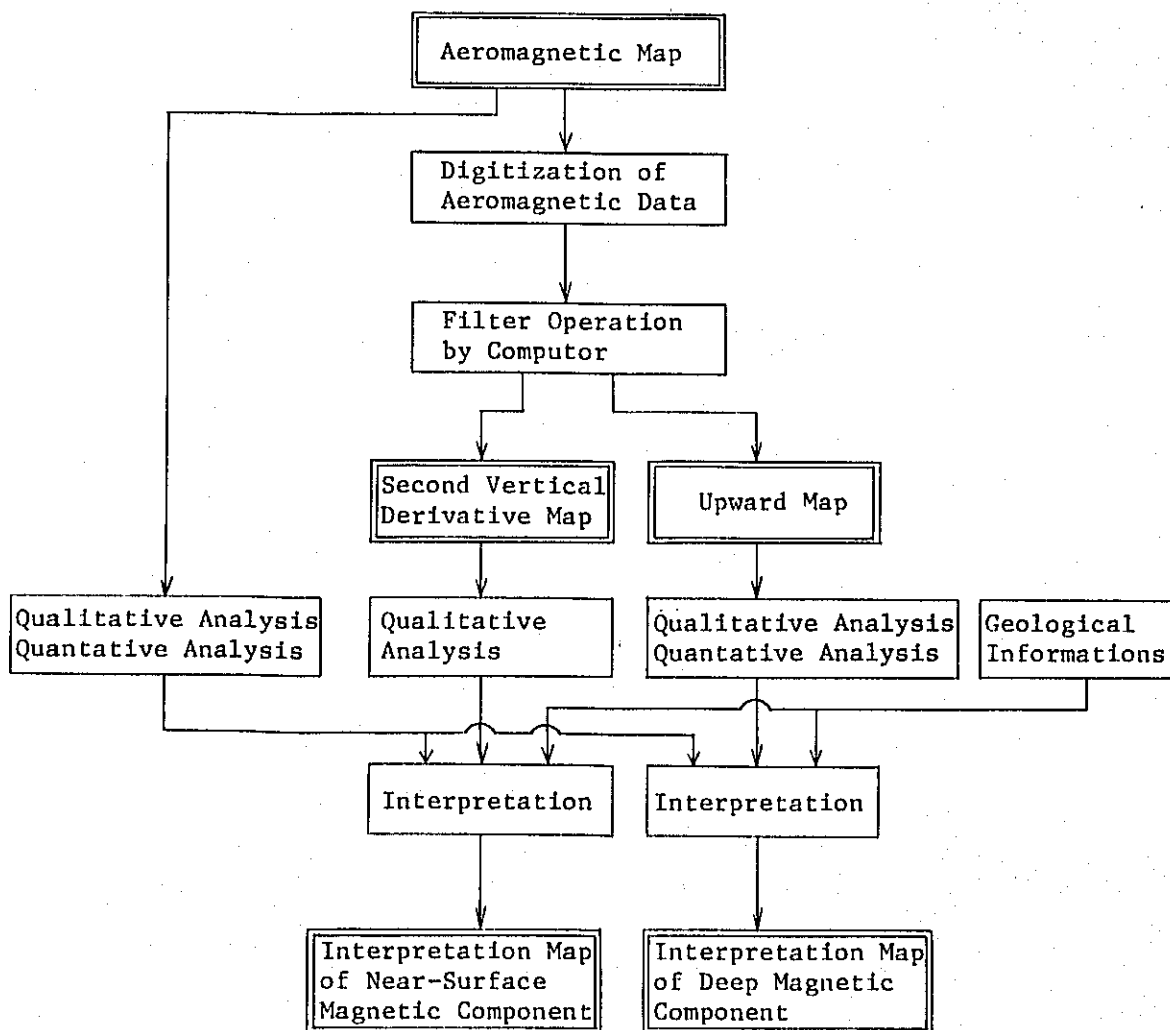 Aeromagnetic Map
Digitization of
Aeromagnetic Data
Filter Operation
by Computor
Second Vertical
Derivative Map
Upward Map
Qualitative Analysis
Quantative Analysis
Qualitative
Analysis
Qualitative Analysis
Quantative Analysis
Geological
Informations
Interpretation
Interpretation
Interpretation Map
of Near-Surface
Magnetic Component
Interpretation Map
of Deep Magnetic
Component